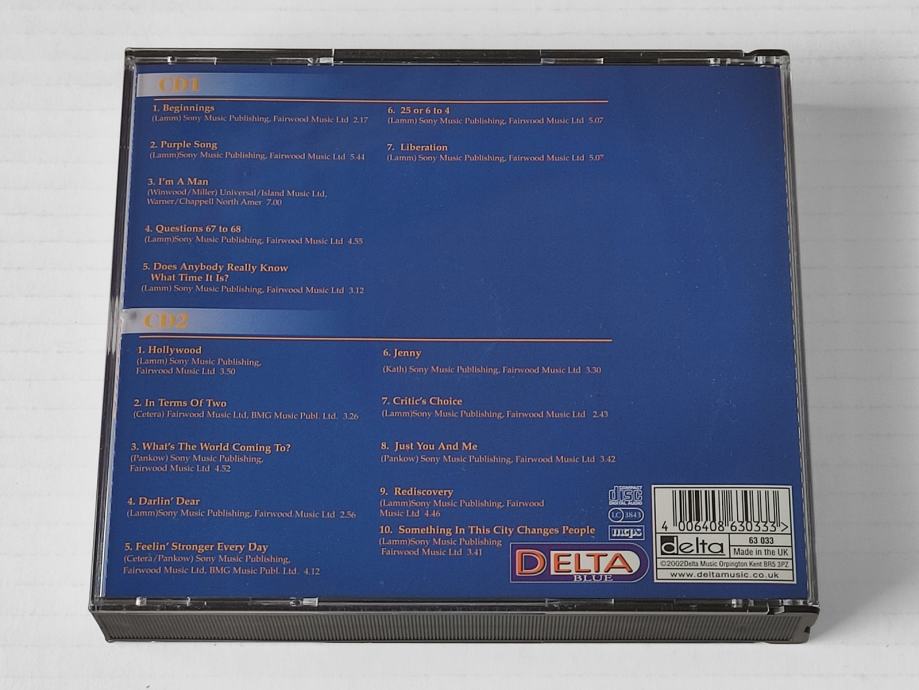 CD1
1. Beginnings
(Lamm) Sony Music Publishing, Fairwood Music Ltd 2.17
2. Purple Song
(Lamm)Sony Music Publishing, Fairwood Music Ltd 5.44
3. I'm A Man
(Winwood/Miller) Universal/Island Music Ltd,
Warner/Chappell North Amer 7.00
4. Questions 67 to 68
(Lamm)Sony Music Publishing, Fairwood Music Ltd 4.55
5. Does Anybody Really Know
What Time It Is?
(Lamm) Sony Music Publishing, Fairwood Music Ltd 3.12
6. 25 or 6 to 4
(Lamm) Sony Music Publishing, Fairwood Music Ltd 5.07
7. Liberation
(Lamm) Sony Music Publishing, Fairwood Music Ltd 5.07
CD2
1. Hollywood
(Lamm) Sony Music Publishing,
Fairwood Music Ltd 3.50
2. In Terms Of Two
(Cetera) Fairwood Music Ltd, BMG Music Publ. Ltd. 3.26
3. What's The World Coming To?
(Pankow) Sony Music Publishing,
Fairwood Music Ltd 4.52
4. Darlin' Dear
(Lamm)Sony Music Publishing, Fairwood Music Ltd 2.56
5. Feelin' Stronger Every Day
(Cetera/Pankow) Sony Music Publishing,
Fairwood Music Ltd, BMG Music Publ. Ltd. 4.12
6. Jenny
(Kath) Sony Music Publishing, Fairwood Music Ltd 3.30
7. Critic's Choice
(Lamm)Sony Music Publishing, Fairwood Music Ltd 2.43
8. Just You And Me
(Pankow) Sony Music Publishing, Fairwood Music Ltd 3.42
9. Rediscovery
(Lamm)Sony Music Publishing, Fairwood
Music Ltd 4.46
10. Something In This City Changes People
(Lamm)Sony Music Publishing
Fairwood Music Ltd 3.41
DELTA
BLUE
COMPACT
disc
DIGITAL AUDIO
LC 3843
mcps
4 006408 630333 >
delta
63 033
Made in the UK
©2002Delta Music Orpington Kent BR5 3PZ
www.deltamusic.co.uk